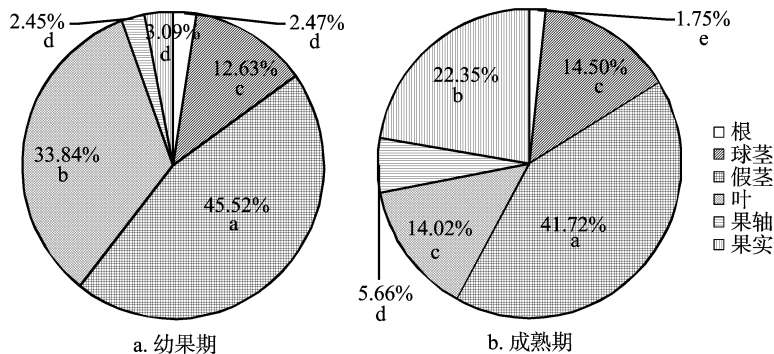 2.45%
d
3.09%
d
2.47%
d
12.63%
c
33.84%
b
45.52%
a
a. 幼果期
1.75%
e
22.35%
b
14.50%
c
14.02%
c
41.72%
a
5.66%
d
b. 成熟期
根
球茎
假茎
叶
果轴
果实